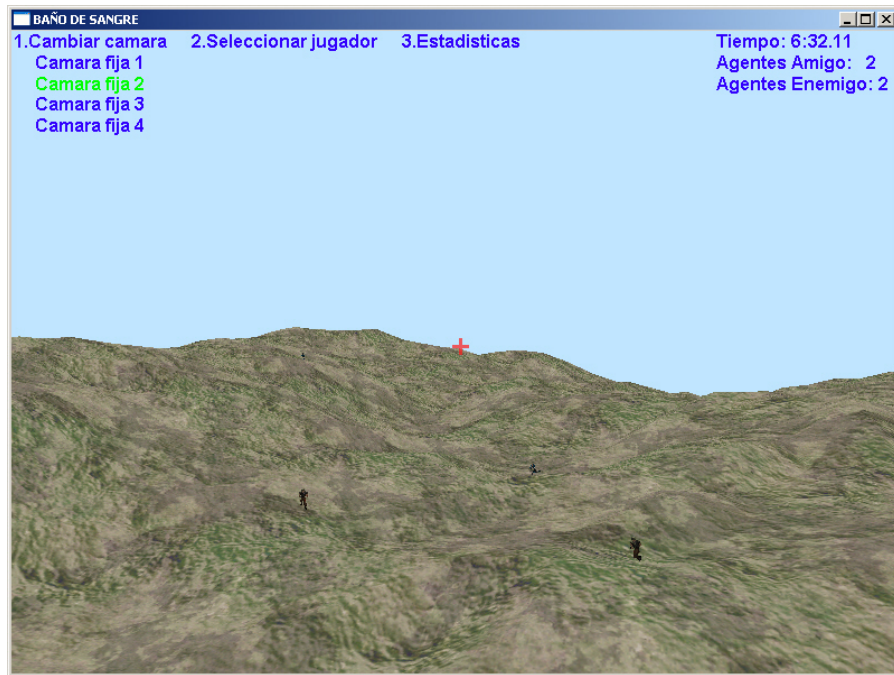 BAÑO DE SANGRE
1.Cambiar camara 2.Seleccionar jugador 3.Estadisticas
Camara fija 1
Camara fija 2
Camara fija 3
Camara fija 4
Tiempo: 6:32.11
Agentes Amigo: 2
Agentes Enemigo: 2